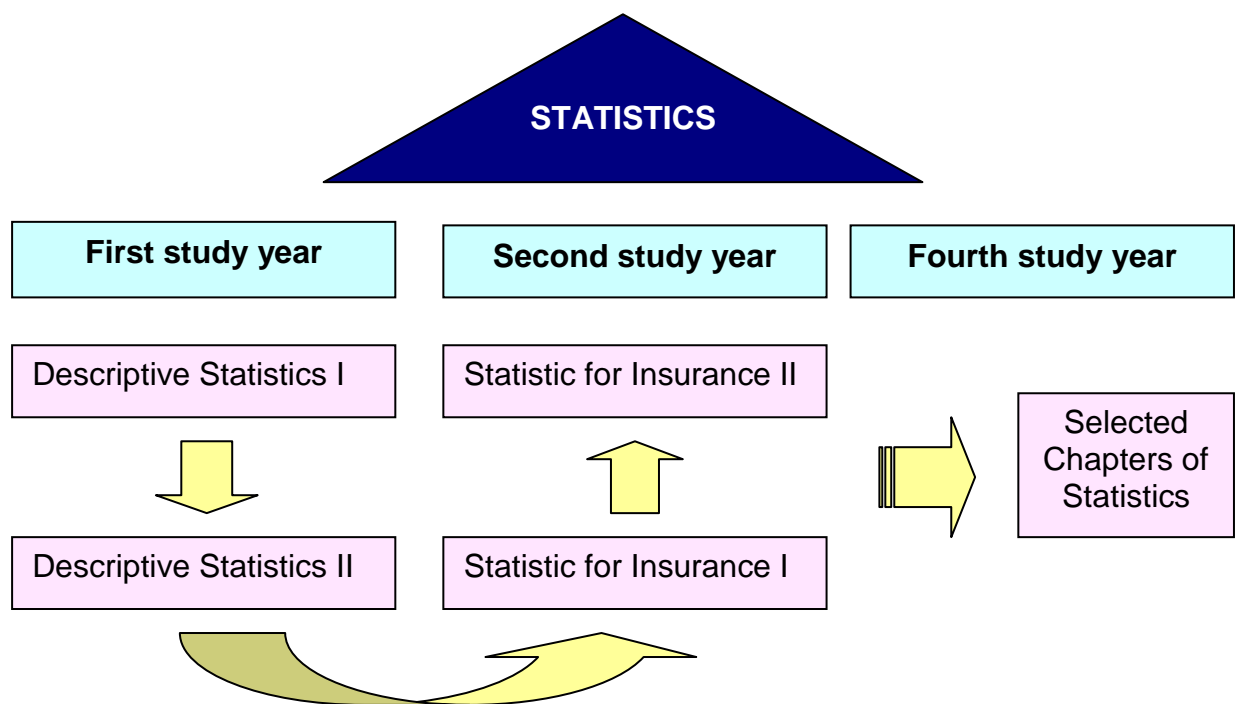 STATISTICS
First study year
Second study year
Fourth study year
Descriptive Statistics I
Statistic for Insurance II
Selected
Chapters of
Statistics
Descriptive Statistics II
Statistic for Insurance I